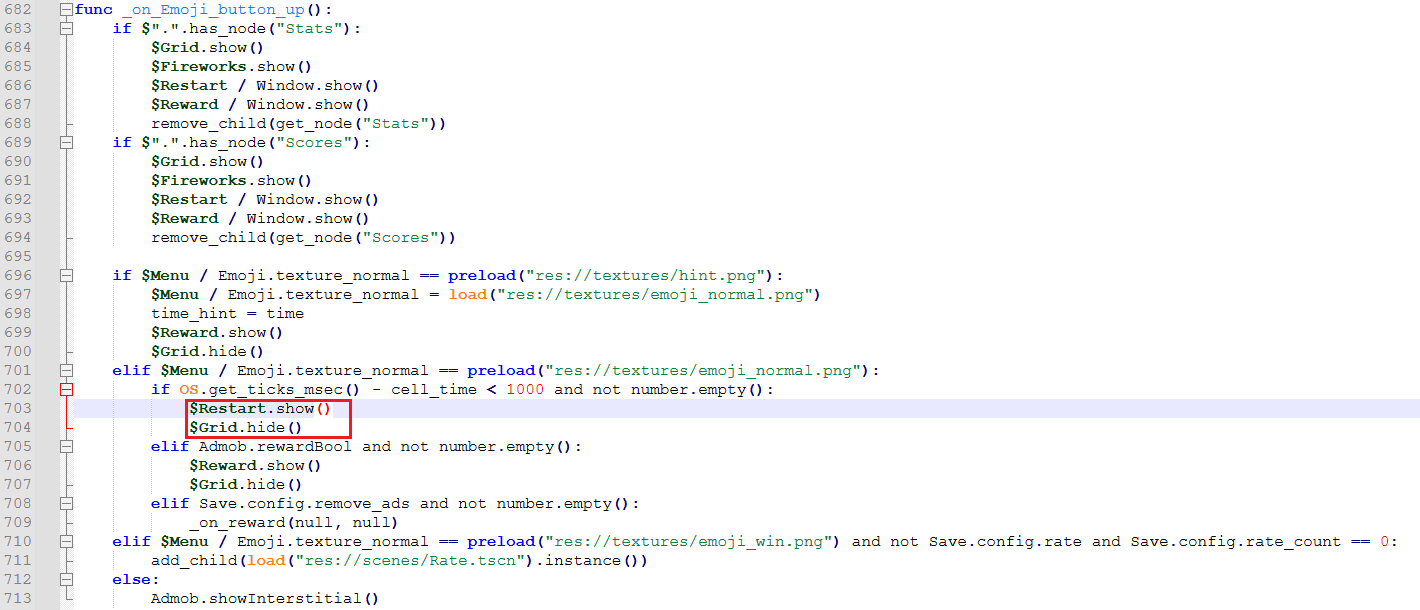 682 func _on_Emoji_button_up():
683     if $".".has_node("Stats"):
684         $Grid.show()
685         $Fireworks.show()
686         $Restart / Window.show()
687         $Reward / Window.show()
688         remove_child(get_node("Stats"))
689     if $".".has_node("Scores"):
690         $Grid.show()
691         $Fireworks.show()
692         $Restart / Window.show()
693         $Reward / Window.show()
694         remove_child(get_node("Scores"))
695
696     if $Menu / Emoji.texture_normal == preload("res://textures/hint.png"):
697         $Menu / Emoji.texture_normal = load("res://textures/emoji_normal.png")
698         time_hint = time
699         $Reward.show()
700         $Grid.hide()
701     elif $Menu / Emoji.texture_normal == preload("res://textures/emoji_normal.png"):
702         if OS.get_ticks_msec() - cell_time < 1000 and not number.empty():
703             $Restart.show()
704             $Grid.hide()
705         elif Admob.rewardBool and not number.empty():
706             $Reward.show()
707             $Grid.hide()
708         elif Save.config.remove_ads and not number.empty():
709             _on_reward(null, null)
710     elif $Menu / Emoji.texture_normal == preload("res://textures/emoji_win.png") and not Save.config.rate and Save.config.rate_count == 0:
711         add_child(load("res://scenes/Rate.tscn").instance())
712     else:
713         Admob.showInterstitial()